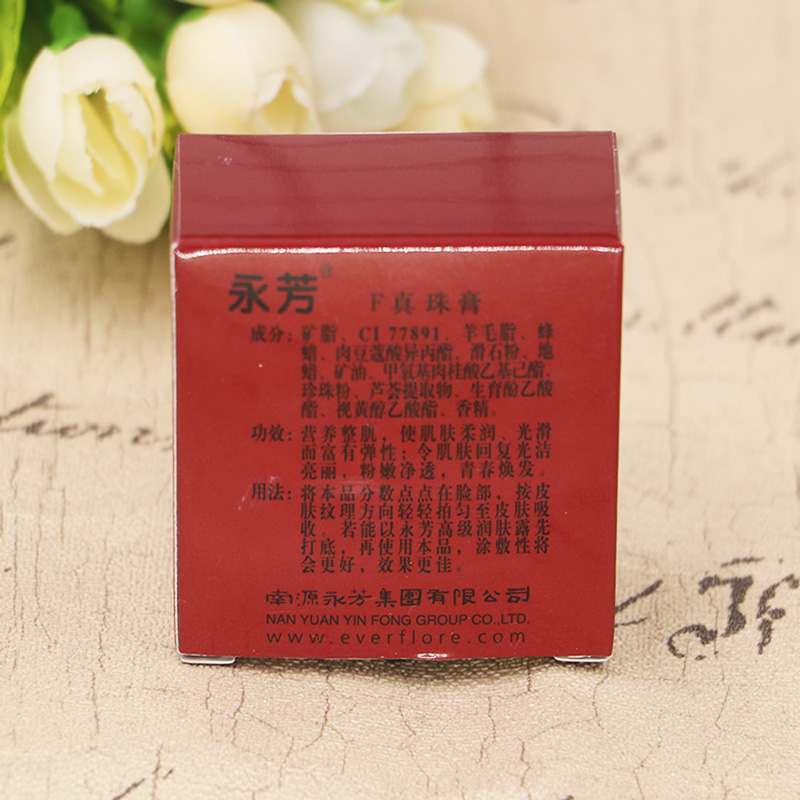 永芳® F真珠膏
成分:矿脂、CI 77891、羊毛脂、蜂
蜡、肉豆蔻酸异丙酯、滑石粉、地
蜡、矿油、甲氧基肉桂酸乙基己酯、
珍珠粉、芦荟提取物、生育酚乙酸
酯、视黄醇乙酸酯、香精。
功效:营养整肌,使肌肤柔润、光滑
而富有弹性;令肌肤回复光洁
亮丽,粉嫩净透,青春焕发。
用法:将本品分数点点在脸部,按皮
肤纹理方向轻轻拍匀至皮肤吸
收。若能以永芳高级润肤露先
打底,再使用本品,涂敷性将
会更好,效果更佳。
南源永芳集團有限公司
NAN YUAN YIN FONG GROUP CO.,LTD.
www.everflore.com